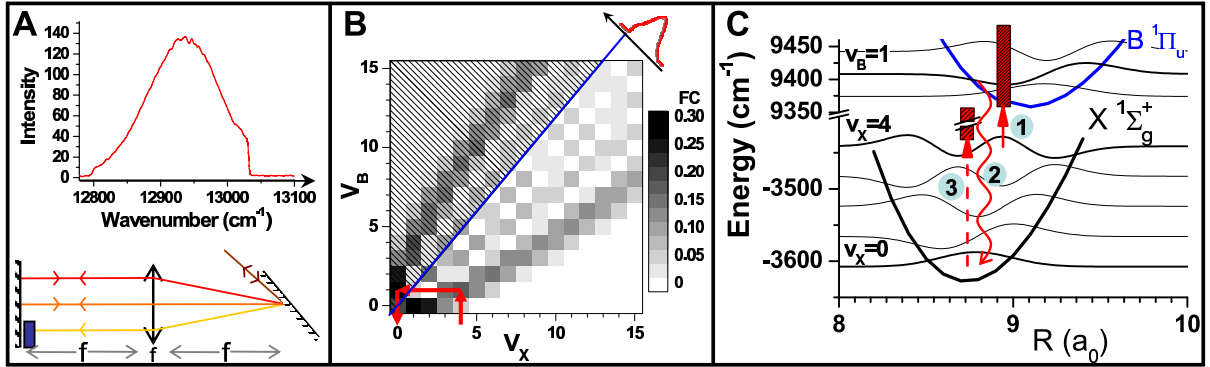 A
Intensity
140
120
100
80
60
40
20
0
12800 12900 13000 13100
Wavenumber (cm-1)
f f f
B
15
10
5
0
VB
0 5 10 15
VX
FC
0.30
0.25
0.20
0.15
0.10
0.05
0
C
Energy (cm-1)
9450
9400
9350
-3500
-3600
vB=1
vX=4
vX=0
B 1Πu
X 1Σg+
1
2
3
8 9 10
R (a0)